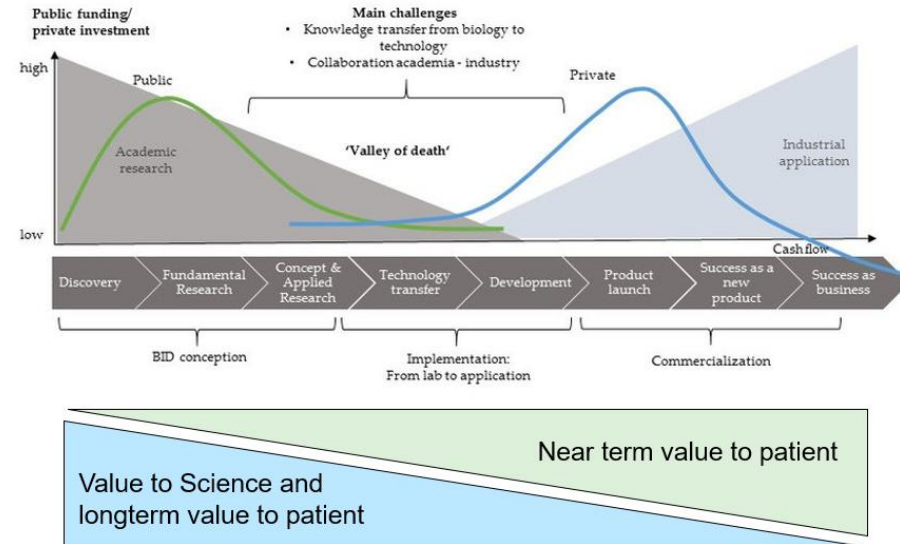 Public funding/
private investment
Main challenges
• Knowledge transfer from biology to
technology
• Collaboration academia - industry
high
Public
Private
Academic
research
'Valley of death'
Industrial
application
low
Cash flow
Discovery
Fundamental
Research
Concept &
Applied
Research
Technology
transfer
Development
Product
launch
Success as a
new
product
Success as
business
BID conception
Implementation:
From lab to application
Commercialization
Near term value to patient
Value to Science and
longterm value to patient